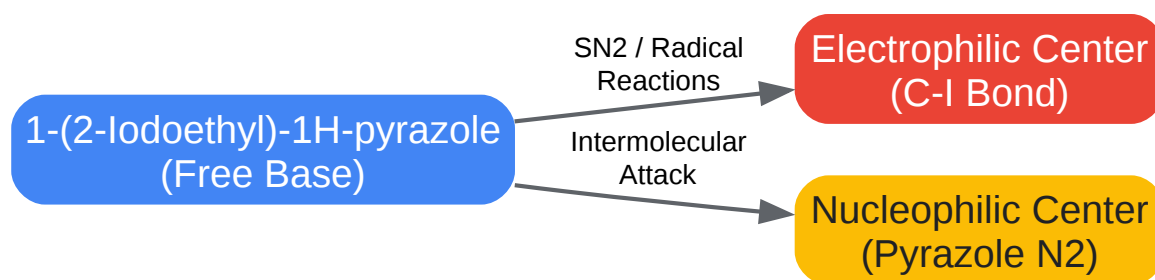 1-(2-Iodoethyl)-1H-pyrazole
(Free Base)
SN2 / Radical
Reactions
Electrophilic Center
(C-I Bond)
Intermolecular
Attack
Nucleophilic Center
(Pyrazole N2)